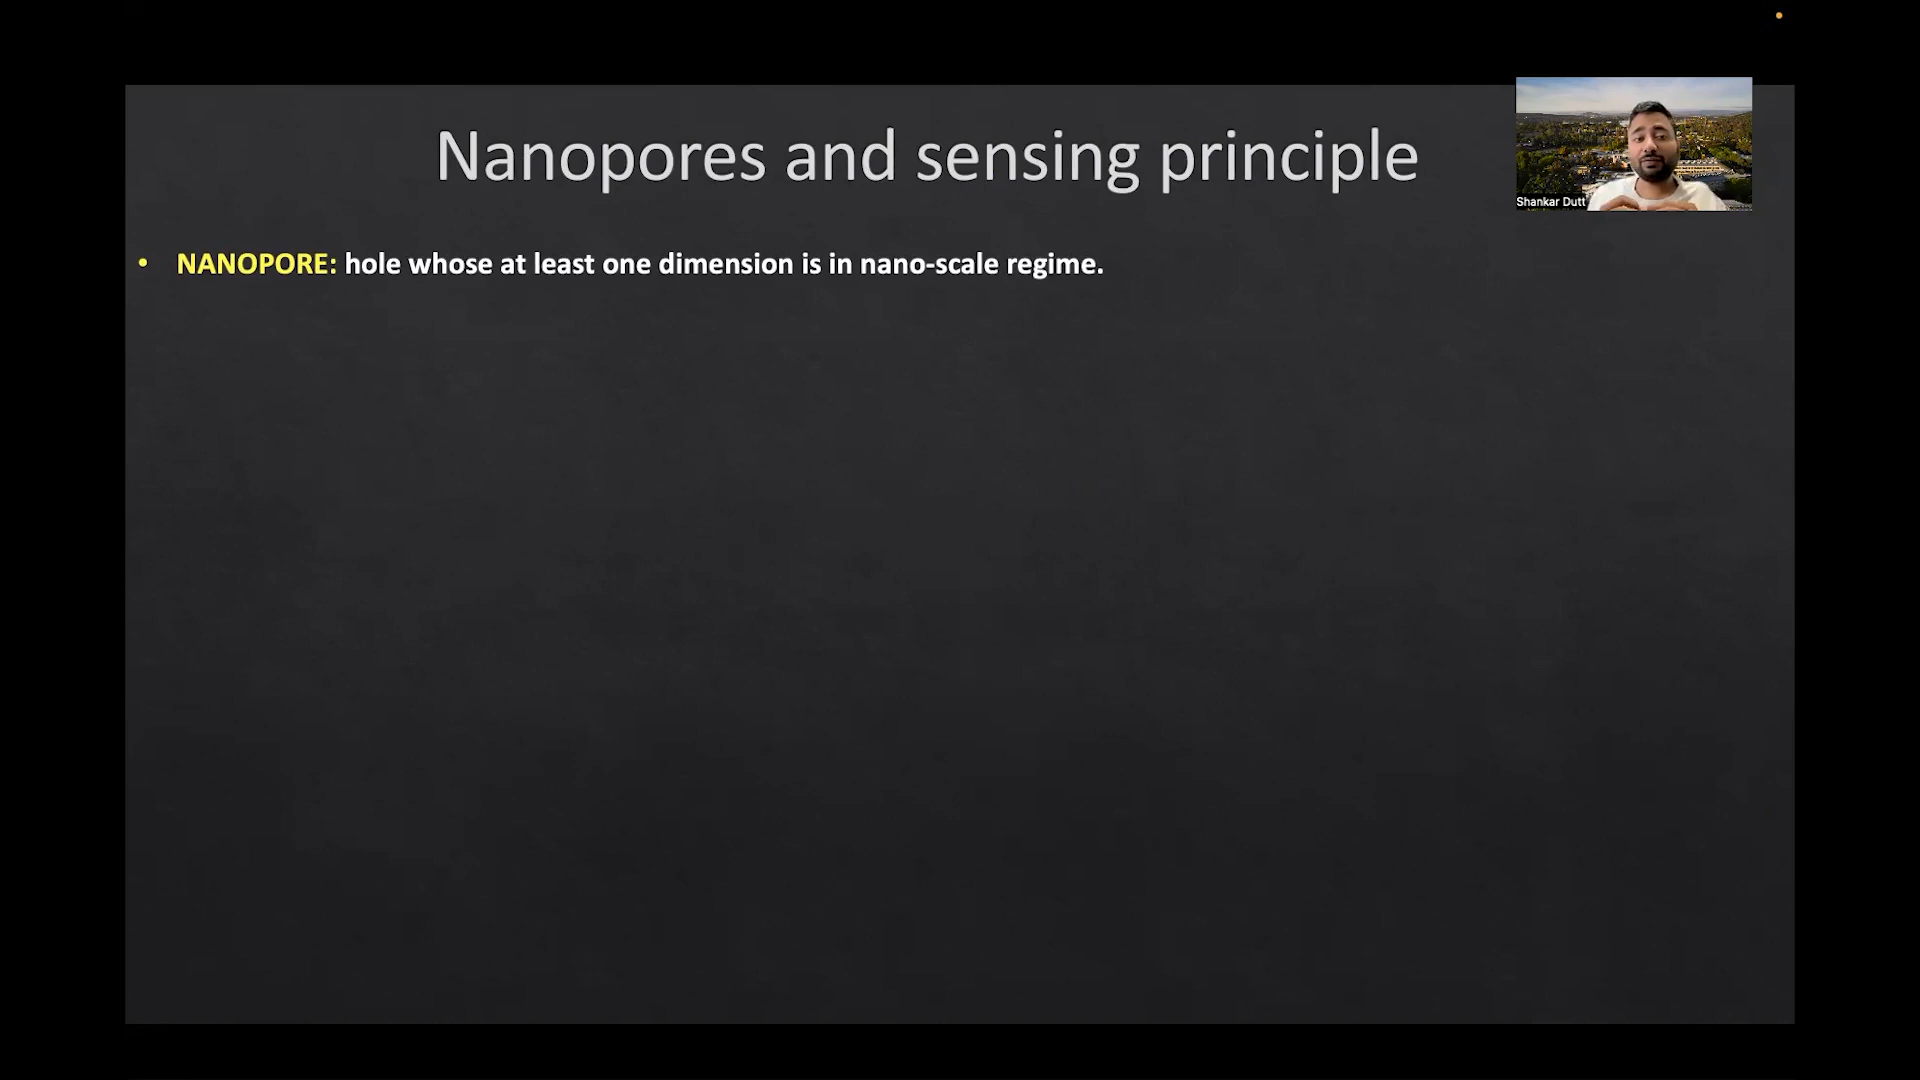 Nanopores and sensing principle
Shankar Dutt
• NANOPORE: hole whose at least one dimension is in nano-scale regime.